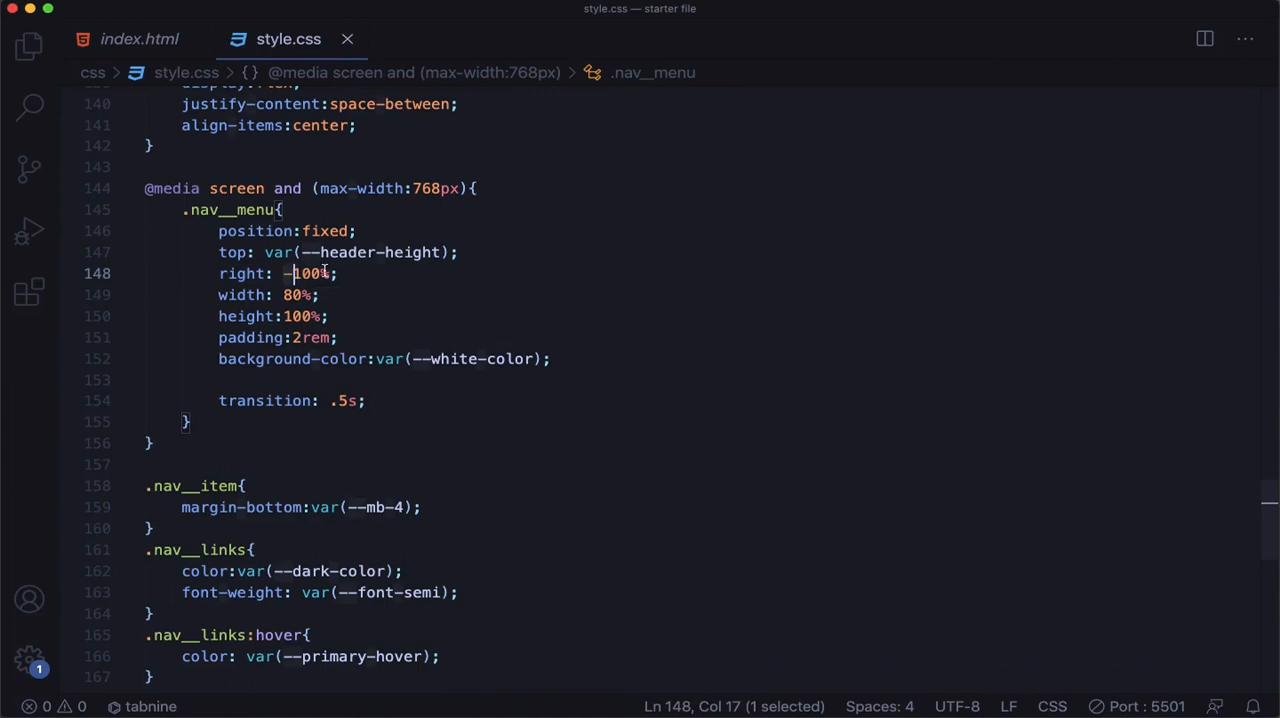 style.css — starter file
index.html
style.css
css > style.css > {} @media screen and (max-width:768px) > .nav__menu
140 justify-content:space-between;
141 align-items:center;
142 }
143
144 @media screen and (max-width:768px){
145 .nav__menu{
146 position:fixed;
147 top: var(--header-height);
148 right: -100%;
149 width: 80%;
150 height:100%;
151 padding:2rem;
152 background-color:var(--white-color);
153
154 transition: .5s;
155 }
156 }
157
158 .nav__item{
159 margin-bottom:var(--mb-4);
160 }
161 .nav__links{
162 color:var(--dark-color);
163 font-weight: var(--font-semi);
164 }
165 .nav__links:hover{
166 color: var(--primary-hover);
167 }
1
0 0 tabnine Ln 148, Col 17 (1 selected) Spaces: 4 UTF-8 LF CSS Port : 5501